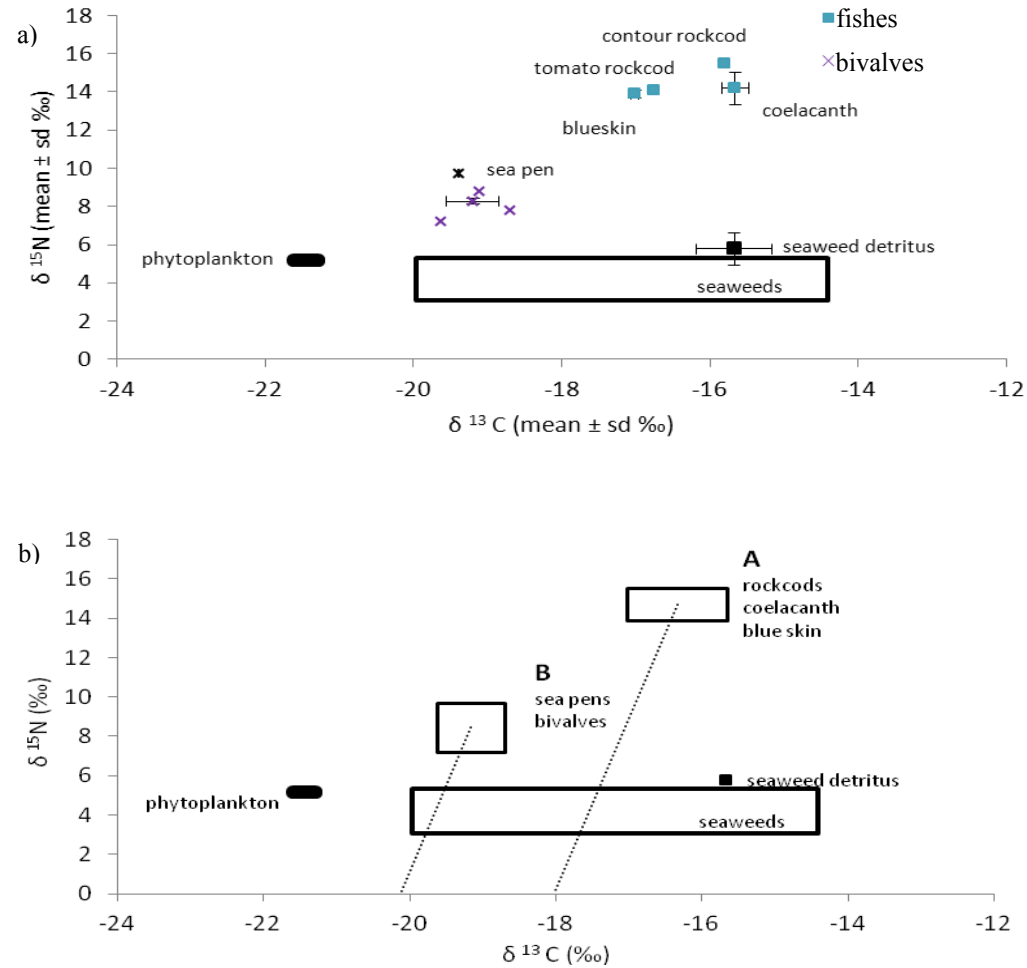 a)
18
16
14
12
10
8
6
4
2
0
δ 15N (mean ± sd ‰)
fishes
bivalves
contour rockcod
tomato rockcod
coelacanth
blueskin
sea pen
phytoplankton
seaweed detritus
seaweeds
-24 -22 -20 -18 -16 -14 -12
δ 13 C (mean ± sd ‰)
b)
18
16
14
12
10
8
6
4
2
0
δ 15N (‰)
A
rockcods
coelacanth
blue skin
B
sea pens
bivalves
seaweed detritus
phytoplankton
seaweeds
-24 -22 -20 -18 -16 -14 -12
δ 13 C (‰)